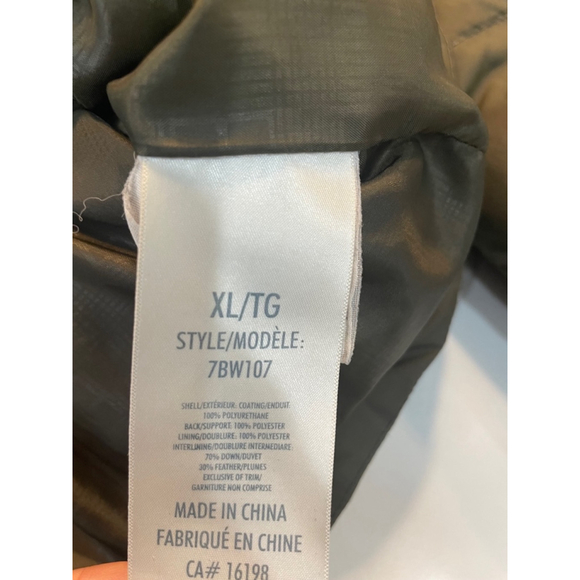 XL/TG
STYLE/MODÈLE:
7BW107
SHELL/EXTÉRIEUR: COATING/ENDUIT
100% POLYURETHANE
BACK/SUPPORT: 100% POLYESTER
LINING/DOUBLURE: 100% POLYESTER
INTERLINING/DOUBLURE INTERMEDIARE
70% DOWN/DUVET
30% FEATHER/PLUMES
EXCLUSIVE OF TRIM/
GARNITURE NON COMPRISE
MADE IN CHINA
FABRIQUÉ EN CHINE
CA# 16198